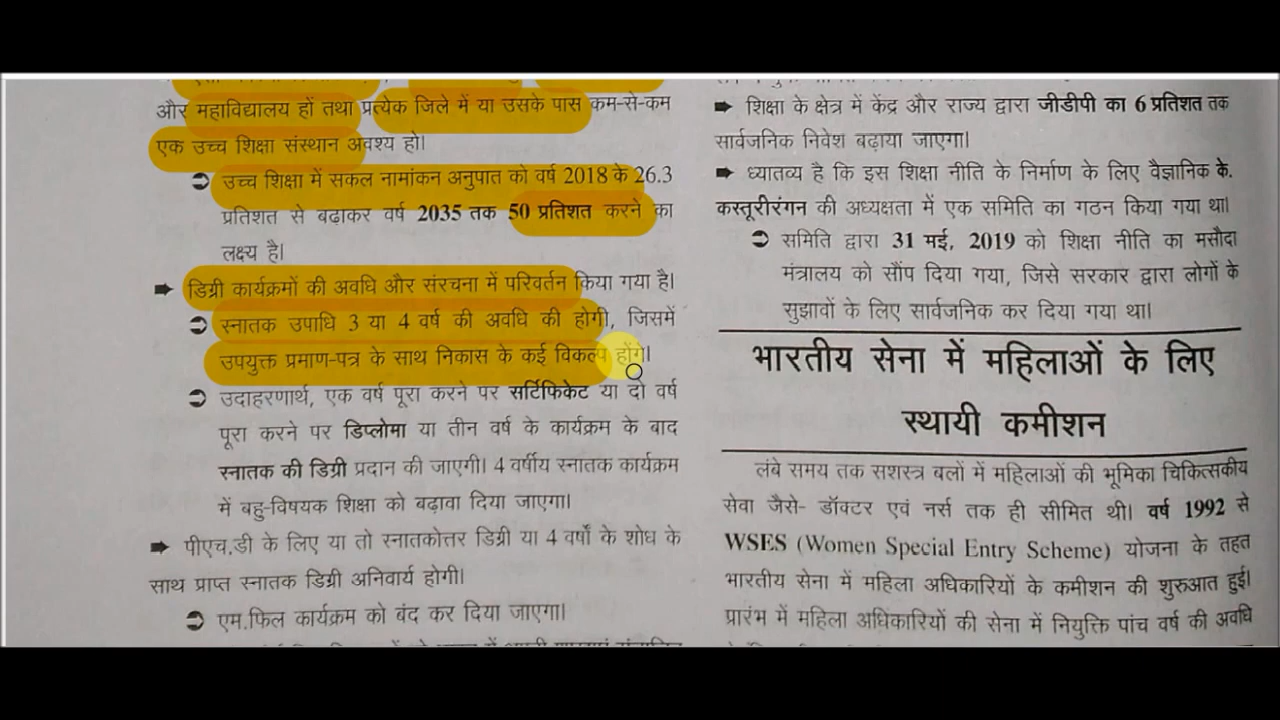 और महाविद्यालय हों तथा प्रत्येक जिले में या उसके पास कम-से-कम
एक उच्च शिक्षा संस्थान अवश्य हो।
उच्च शिक्षा में सकल नामांकन अनुपात को वर्ष 2018 के 26.3
प्रतिशत से बढ़ाकर वर्ष 2035 तक 50 प्रतिशत करने का
लक्ष्य है।
डिग्री कार्यक्रमों की अवधि और संरचना में परिवर्तन किया गया है।
स्नातक उपाधि 3 या 4 वर्ष की अवधि की होगी, जिसमें
उपयुक्त प्रमाण-पत्र के साथ निकास के कई विकल्प होंगे।
उदाहरणार्थ, एक वर्ष पूरा करने पर सर्टिफिकेट या दो वर्ष
पूरा करने पर डिप्लोमा या तीन वर्ष के कार्यक्रम के बाद
स्नातक की डिग्री प्रदान की जाएगी। 4 वर्षीय स्नातक कार्यक्रम
में बहु-विषयक शिक्षा को बढ़ावा दिया जाएगा।
पीएच.डी के लिए या तो स्नातकोत्तर डिग्री या 4 वर्षों के शोध के
साथ प्राप्त स्नातक डिग्री अनिवार्य होगी।
एम.फिल कार्यक्रम को बंद कर दिया जाएगा।
शिक्षा के क्षेत्र में केंद्र और राज्य द्वारा जीडीपी का 6 प्रतिशत तक
सार्वजनिक निवेश बढ़ाया जाएगा।
ध्यातव्य है कि इस शिक्षा नीति के निर्माण के लिए वैज्ञानिक के.
कस्तूरीरंगन की अध्यक्षता में एक समिति का गठन किया गया था।
समिति द्वारा 31 मई, 2019 को शिक्षा नीति का मसौदा
मंत्रालय को सौंप दिया गया, जिसे सरकार द्वारा लोगों के
सुझावों के लिए सार्वजनिक कर दिया गया था।
भारतीय सेना में महिलाओं के लिए
स्थायी कमीशन
लंबे समय तक सशस्त्र बलों में महिलाओं की भूमिका चिकित्सकीय
सेवा जैसे- डॉक्टर एवं नर्स तक ही सीमित थी। वर्ष 1992 से
WSES (Women Special Entry Scheme) योजना के तहत
भारतीय सेना में महिला अधिकारियों के कमीशन की शुरुआत हुई।
प्रारंभ में महिला अधिकारियों की सेना में नियुक्ति पांच वर्ष की अवधि